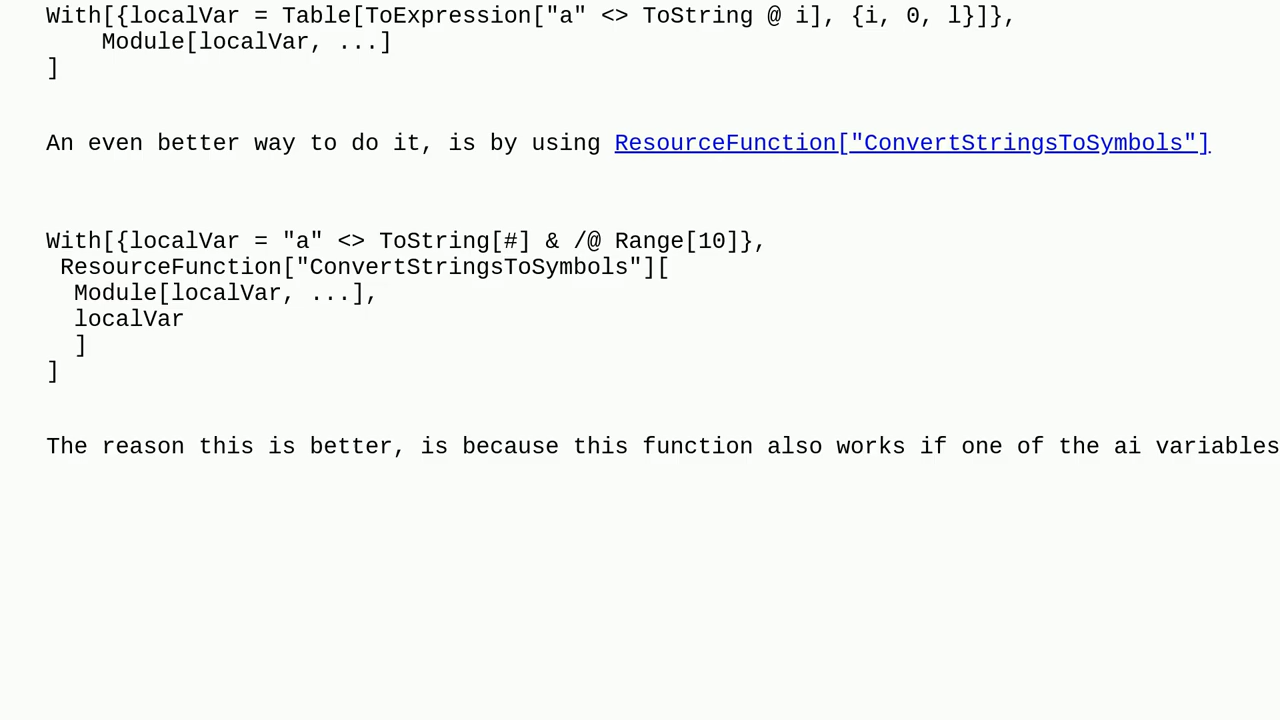 With[{localVar = Table[ToExpression["a" <> ToString @ i], {i, 0, l}]},
    Module[localVar, ...]
]
An even better way to do it, is by using ResourceFunction["ConvertStringsToSymbols"]
With[{localVar = "a" <> ToString[#] & /@ Range[10]},
 ResourceFunction["ConvertStringsToSymbols"][
  Module[localVar, ...],
  localVar
  ]
]
The reason this is better, is because this function also works if one of the ai variables